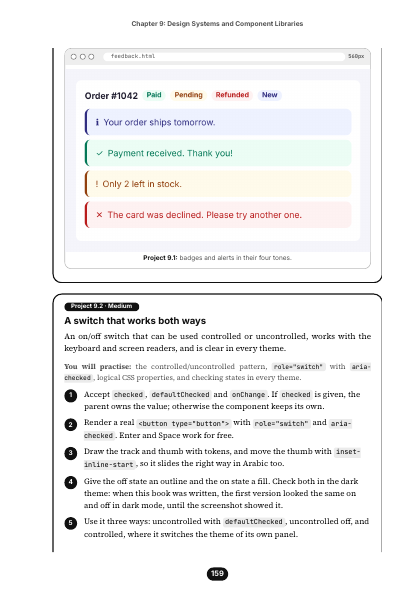 Chapter 9: Design Systems and Component Libraries
feedback.html
560px
Order #1042 Paid Pending Refunded New
i Your order ships tomorrow.
✓ Payment received. Thank you!
! Only 2 left in stock.
✕ The card was declined. Please try another one.
Project 9.1: badges and alerts in their four tones.
Project 9.2 · Medium
A switch that works both ways
An on/off switch that can be used controlled or uncontrolled, works with the
keyboard and screen readers, and is clear in every theme.
You will practise: the controlled/uncontrolled pattern, role="switch" with aria-
checked, logical CSS properties, and checking states in every theme.
1 Accept checked, defaultChecked and onChange. If checked is given, the
parent owns the value; otherwise the component keeps its own.
2 Render a real <button type="button"> with role="switch" and aria-
checked. Enter and Space work for free.
3 Draw the track and thumb with tokens, and move the thumb with inset-
inline-start, so it slides the right way in Arabic too.
4 Give the off state an outline and the on state a fill. Check both in the dark
theme: when this book was written, the first version looked the same on
and off in dark mode, until the screenshot showed it.
5 Use it three ways: uncontrolled with defaultChecked, uncontrolled off, and
controlled, where it switches the theme of its own panel.
159